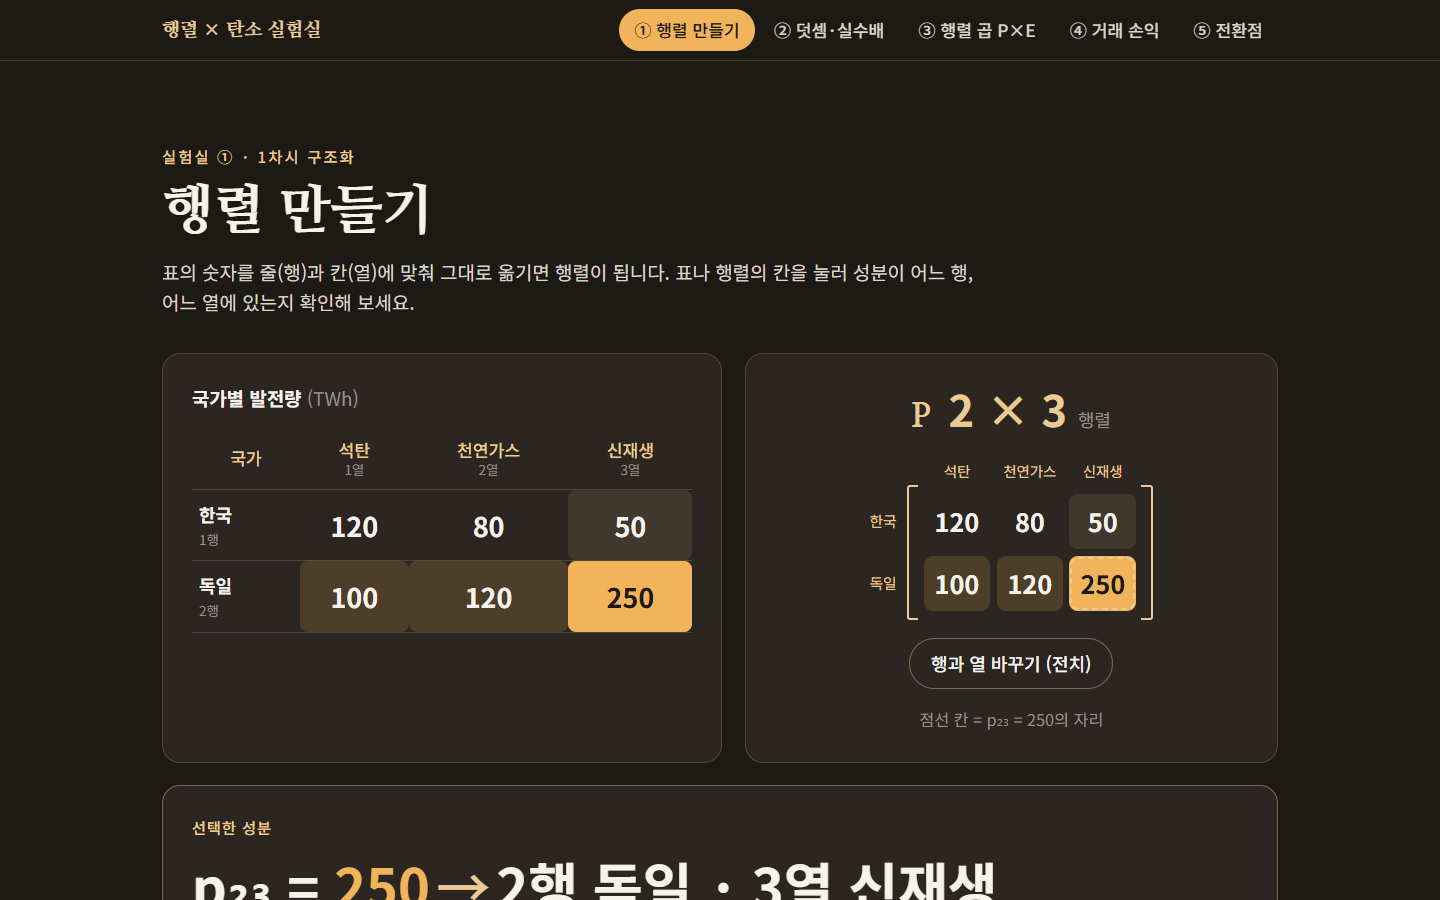 행렬 × 탄소 실험실
① 행렬 만들기
② 덧셈·실수배
③ 행렬 곱 P×E
④ 거래 손익
⑤ 전환점
실험실 ① · 1차시 구조화
행렬 만들기
표의 숫자를 줄(행)과 칸(열)에 맞춰 그대로 옮기면 행렬이 됩니다. 표나 행렬의 칸을 눌러 성분이 어느 행,
어느 열에 있는지 확인해 보세요.
국가별 발전량 (TWh)
국가 석탄 천연가스 신재생
1열 2열 3열
한국 120 80 50
1행
독일 100 120 250
2행
P 2 × 3 행렬
석탄 천연가스 신재생
한국 120 80 50
독일 100 120 250
행과 열 바꾸기 (전치)
점선 칸 = p₂₃ = 250의 자리
선택한 성분
p₂₃ = 250→2행 독일 · 3열 신재생